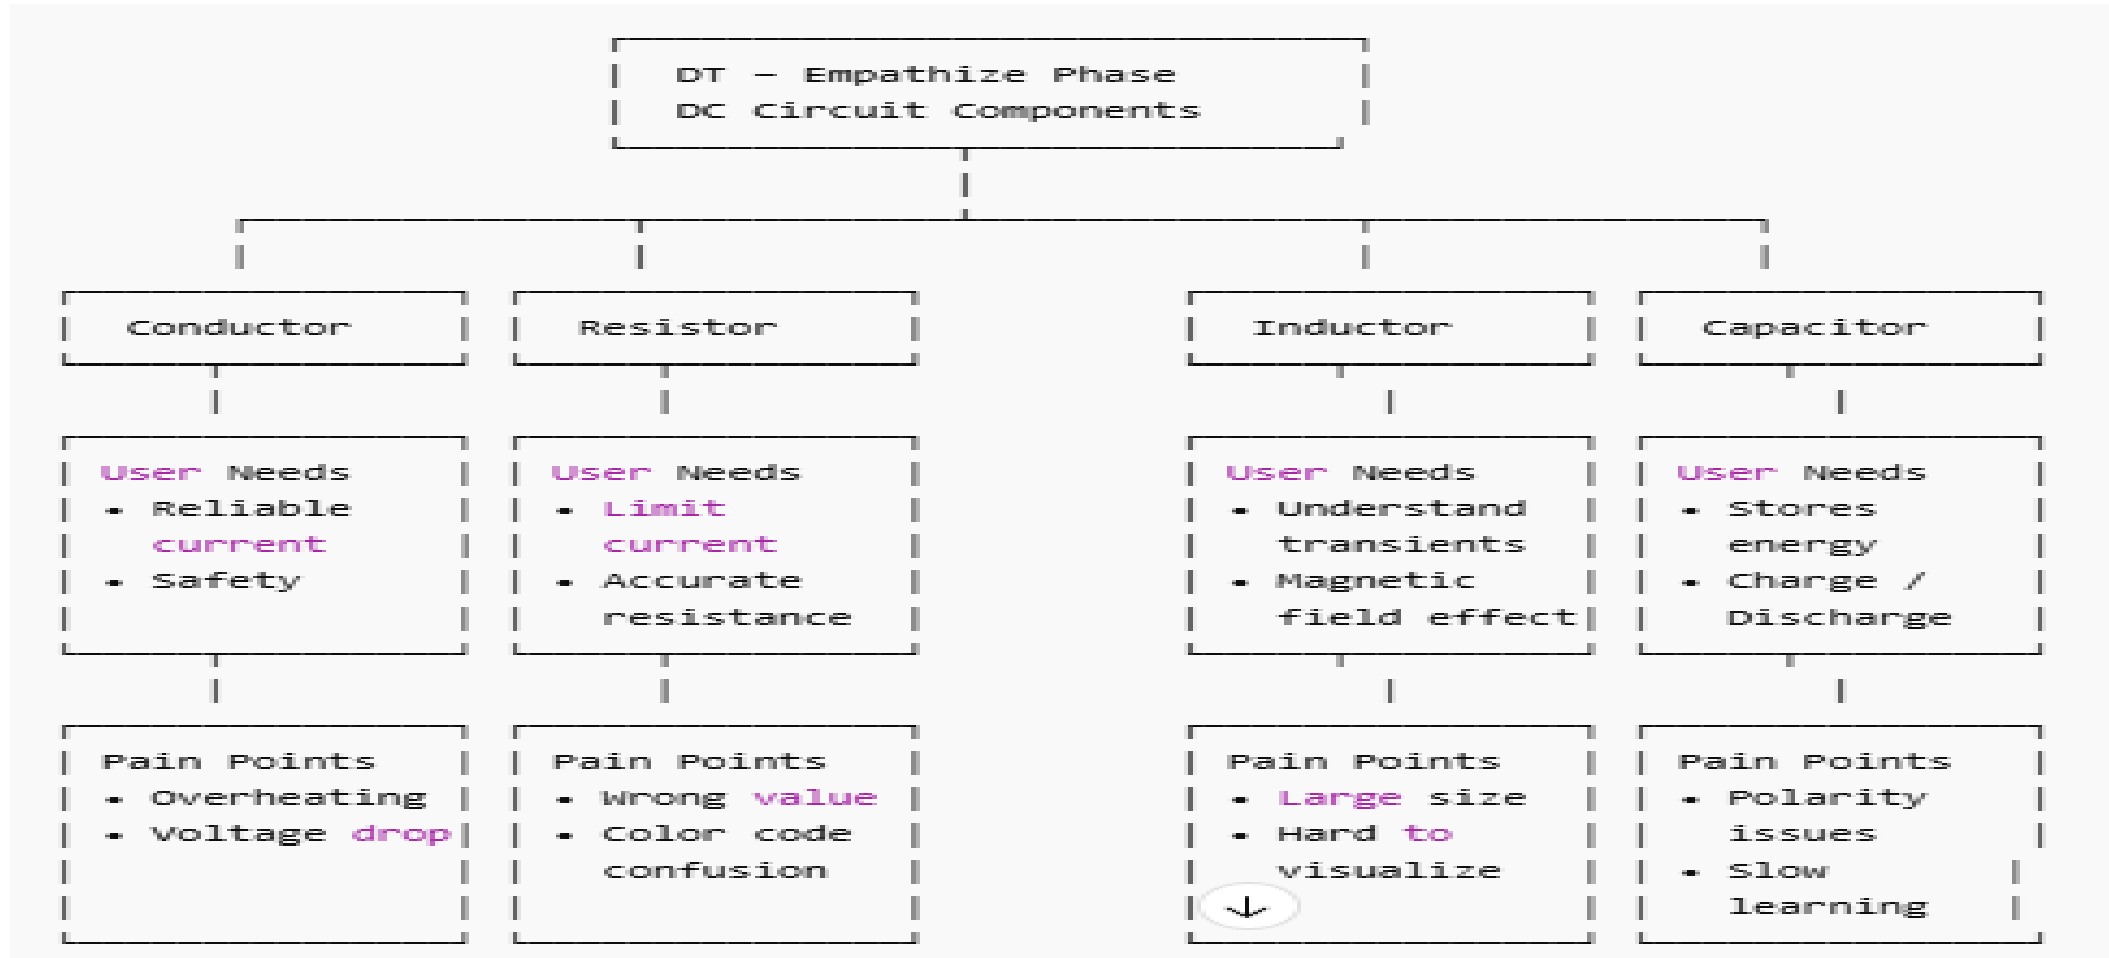 DT – Empathize Phase
DC Circuit Components
Conductor
Resistor
Inductor
Capacitor
User Needs
• Reliable
current
• Safety
User Needs
• Limit
current
• Accurate
resistance
User Needs
• Understand
transients
• Magnetic
field effect
User Needs
• Stores
energy
• Charge /
Discharge
Pain Points
• Overheating
• Voltage drop
Pain Points
• Wrong value
• Color code
confusion
Pain Points
• Large size
• Hard to
visualize
Pain Points
• Polarity
issues
• Slow
learning